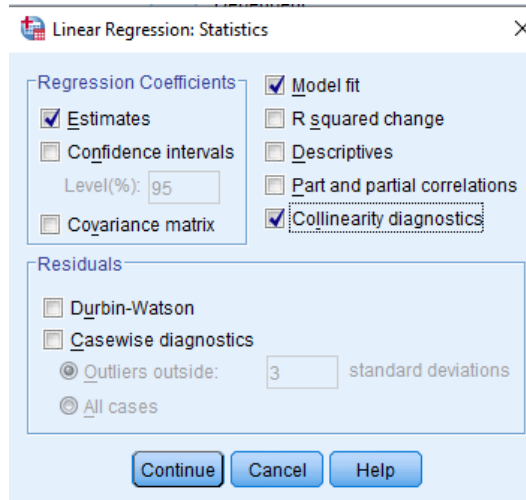 Linear Regression: Statistics
Regression Coefficients
Estimates
Confidence intervals
Level(%): 95
Covariance matrix
Model fit
R squared change
Descriptives
Part and partial correlations
Collinearity diagnostics
Residuals
Durbin-Watson
Casewise diagnostics
Outliers outside: 3 standard deviations
All cases
Continue Cancel Help